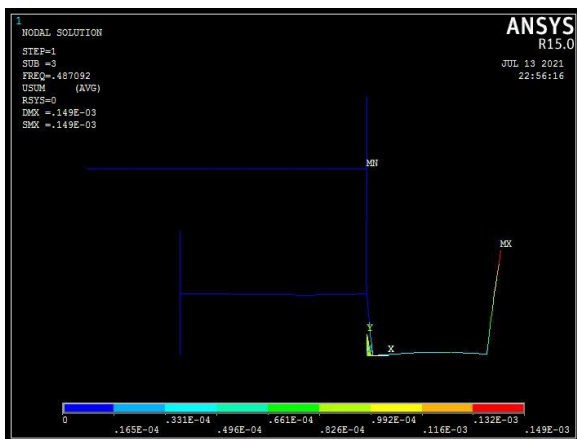 1
NODAL SOLUTION
STEP=1
SUB =3
FREQ=.487092
USUM (AVG)
RSYS=0
DMX =.149E-03
SMX =.149E-03
ANSYS
R15.0
JUL 13 2021
22:56:16
MN
MX
Y
X
0 .331E-04 .661E-04 .992E-04 .132E-03
.165E-04 .496E-04 .826E-04 .116E-03 .149E-03